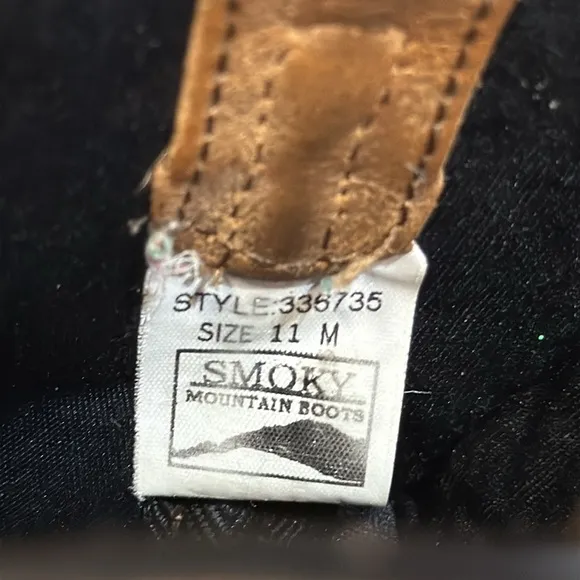 STYLE:336735
SIZE 11 M
SMOKY
MOUNTAIN BOOTS